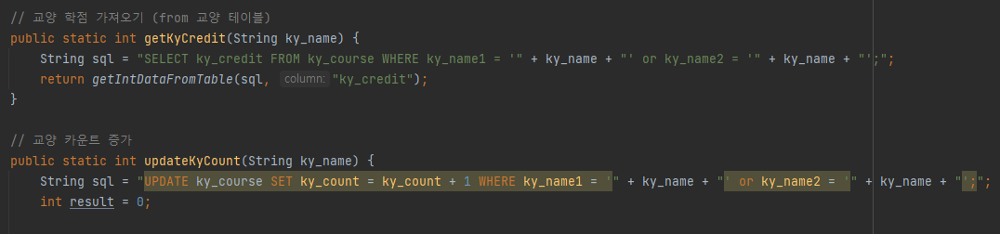 // 교양 학점 가져오기 (from 교양 테이블)
public static int getKyCredit(String ky_name) {
    String sql = "SELECT ky_credit FROM ky_course WHERE ky_name1 = '" + ky_name + "' or ky_name2 = '" + ky_name + "';";
    return getIntDataFromTable(sql, column: "ky_credit");
}
// 교양 카운트 증가
public static int updateKyCount(String ky_name) {
    String sql = "UPDATE ky_course SET ky_count = ky_count + 1 WHERE ky_name1 = '" + ky_name + "' or ky_name2 = '" + ky_name + "';";
    int result = 0;